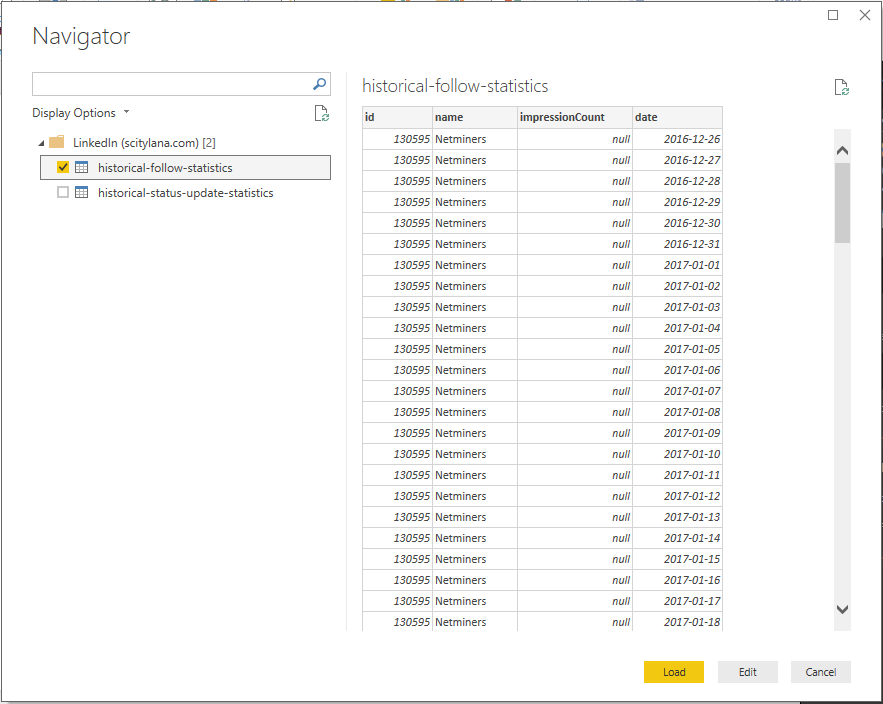 Navigator
Display Options
LinkedIn (scitylana.com) [2]
historical-follow-statistics
historical-status-update-statistics
historical-follow-statistics
id name impressionCount date
130595 Netminers null 2016-12-26
130595 Netminers null 2016-12-27
130595 Netminers null 2016-12-28
130595 Netminers null 2016-12-29
130595 Netminers null 2016-12-30
130595 Netminers null 2016-12-31
130595 Netminers null 2017-01-01
130595 Netminers null 2017-01-02
130595 Netminers null 2017-01-03
130595 Netminers null 2017-01-04
130595 Netminers null 2017-01-05
130595 Netminers null 2017-01-06
130595 Netminers null 2017-01-07
130595 Netminers null 2017-01-08
130595 Netminers null 2017-01-09
130595 Netminers null 2017-01-10
130595 Netminers null 2017-01-11
130595 Netminers null 2017-01-12
130595 Netminers null 2017-01-13
130595 Netminers null 2017-01-14
130595 Netminers null 2017-01-15
130595 Netminers null 2017-01-16
130595 Netminers null 2017-01-17
130595 Netminers null 2017-01-18
Load Edit Cancel